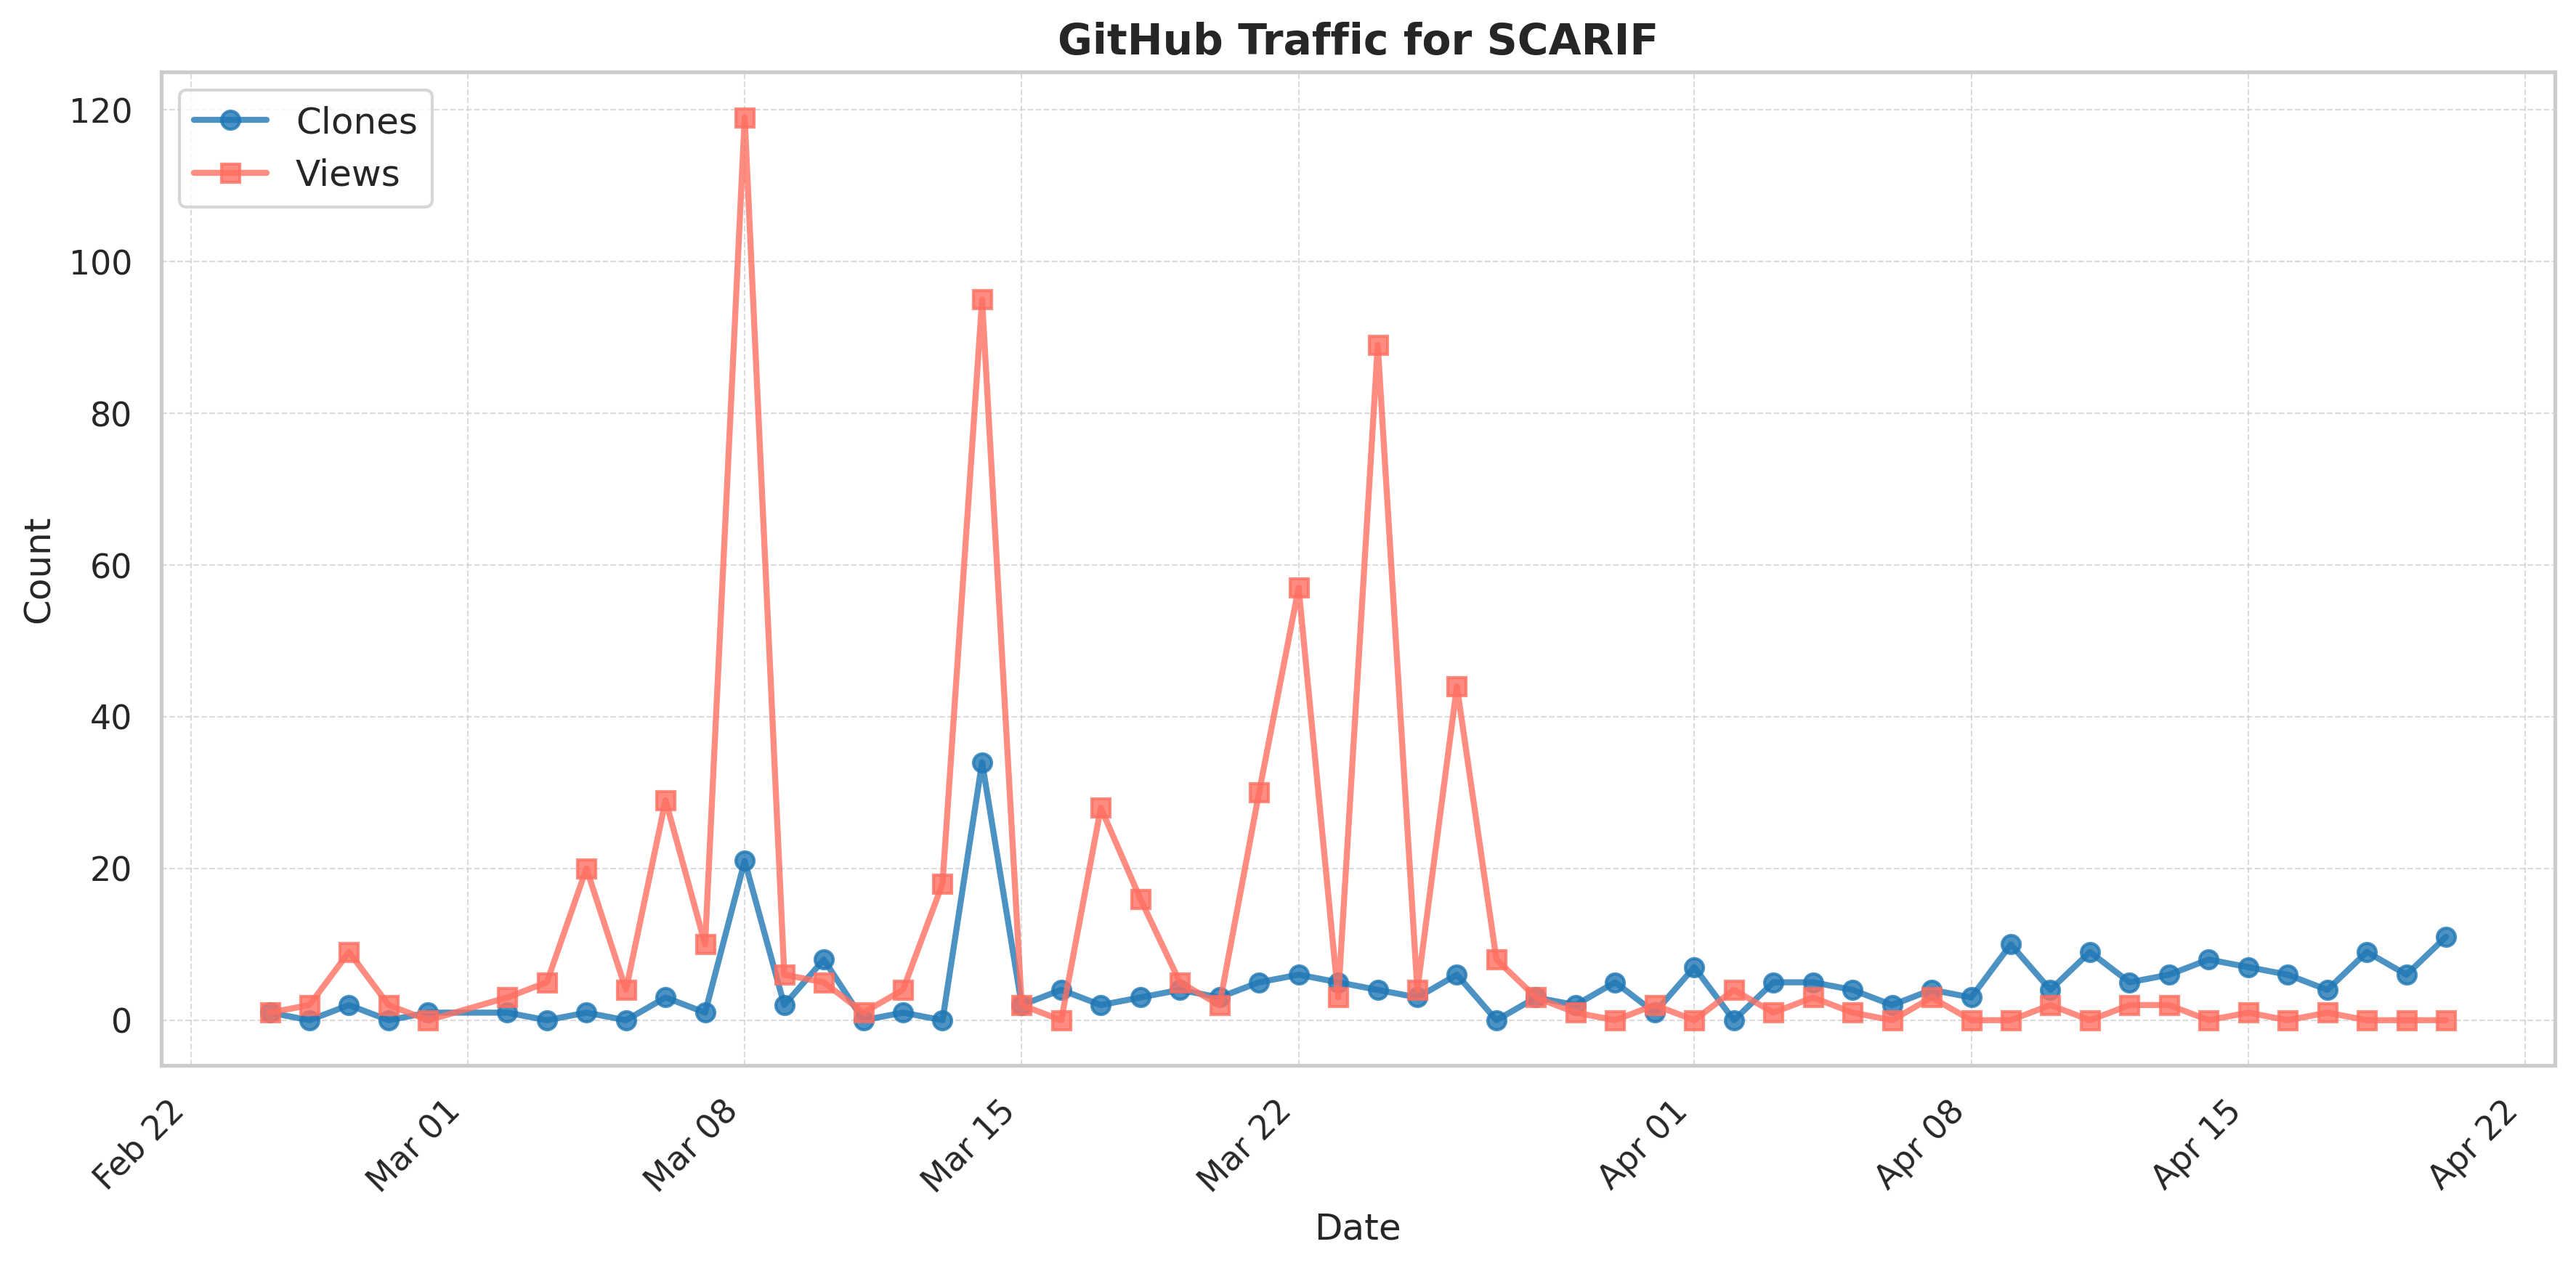 GitHub Traffic for SCARIF
Clones
Views
120
100
80
60
40
20
0
Count
Feb 22
Mar 01
Mar 08
Mar 15
Mar 22
Apr 01
Apr 08
Apr 15
Apr 22
Date